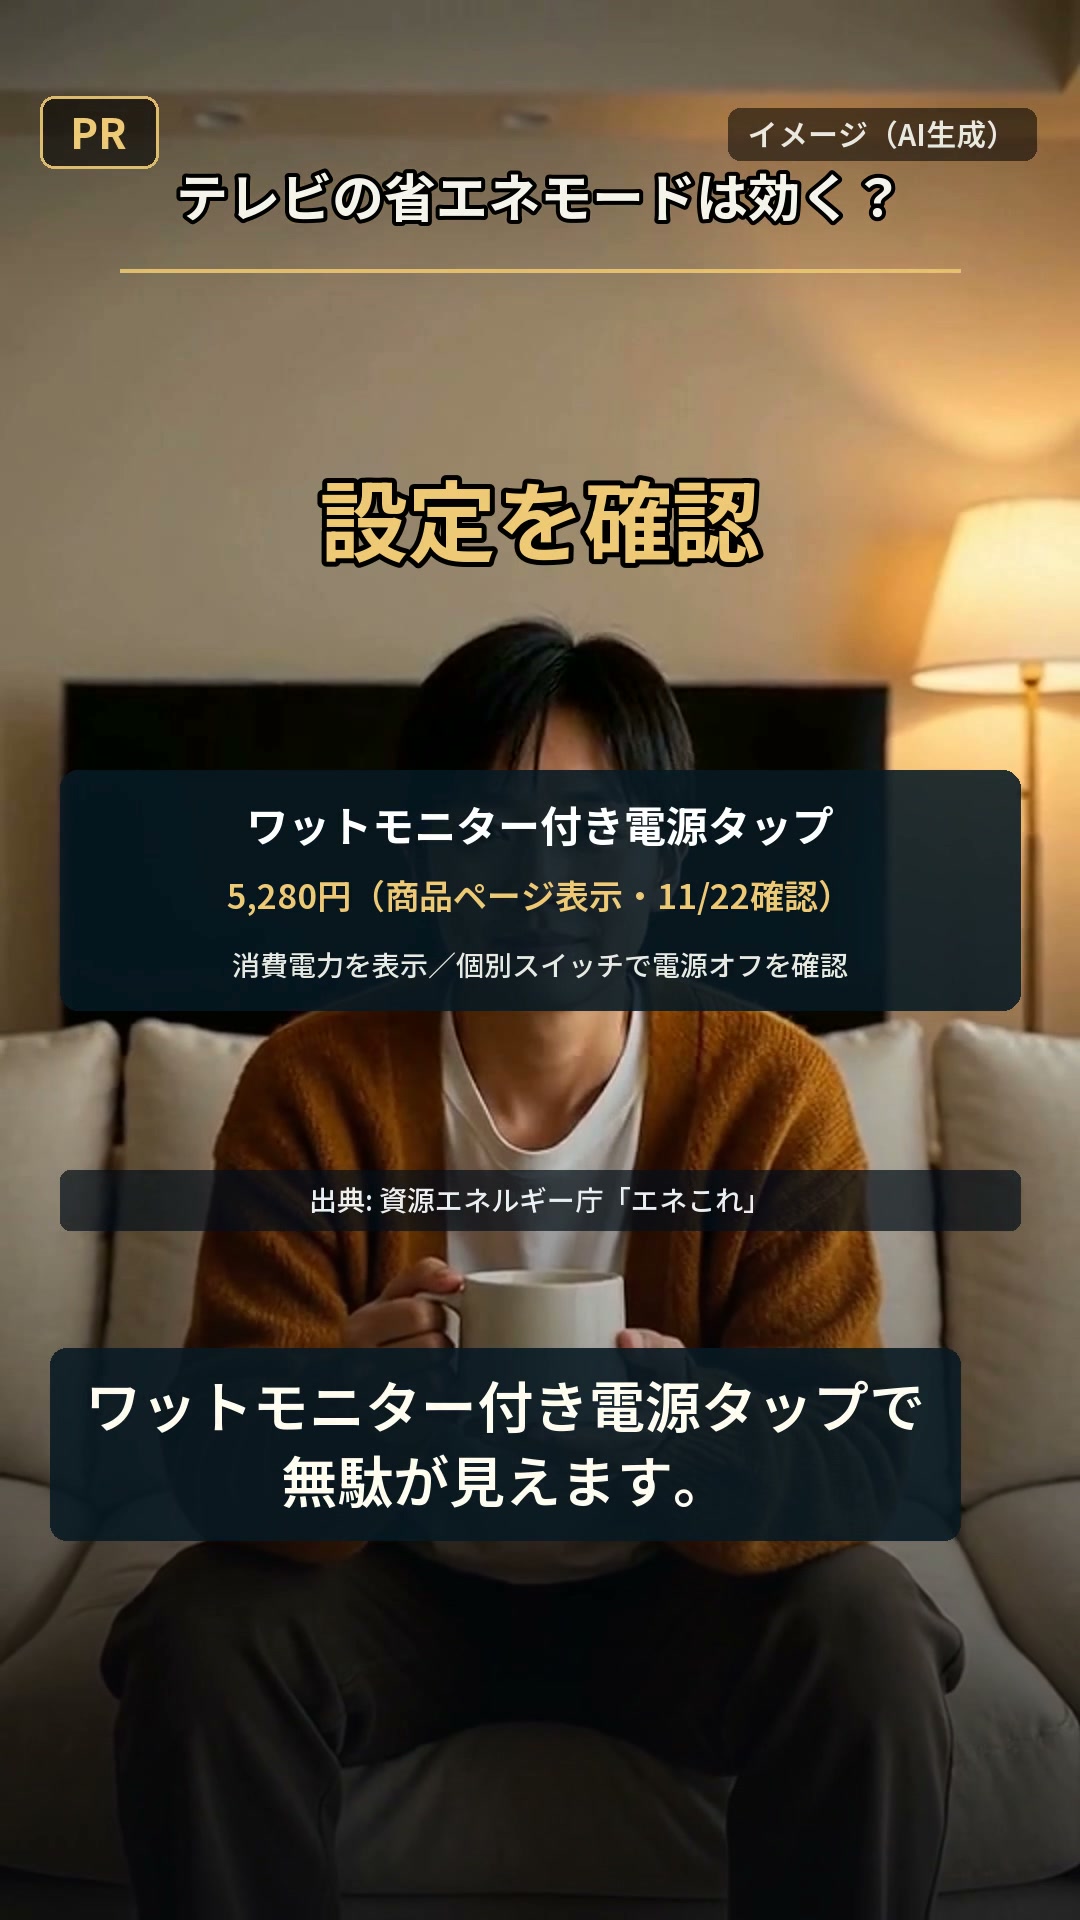 PR
イメージ（AI生成）
テレビの省エネモードは効く？
設定を確認
ワットモニター付き電源タップ
5,280円（商品ページ表示・11/22確認）
消費電力を表示／個別スイッチで電源オフを確認
出典: 資源エネルギー庁「エネこれ」
ワットモニター付き電源タップで
無駄が見えます。